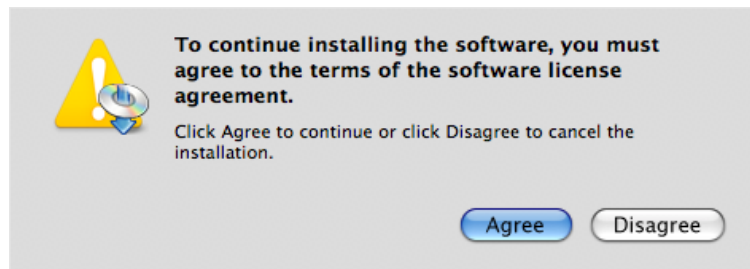 To continue installing the software, you must
agree to the terms of the software license
agreement.
Click Agree to continue or click Disagree to cancel the
installation.
Agree Disagree